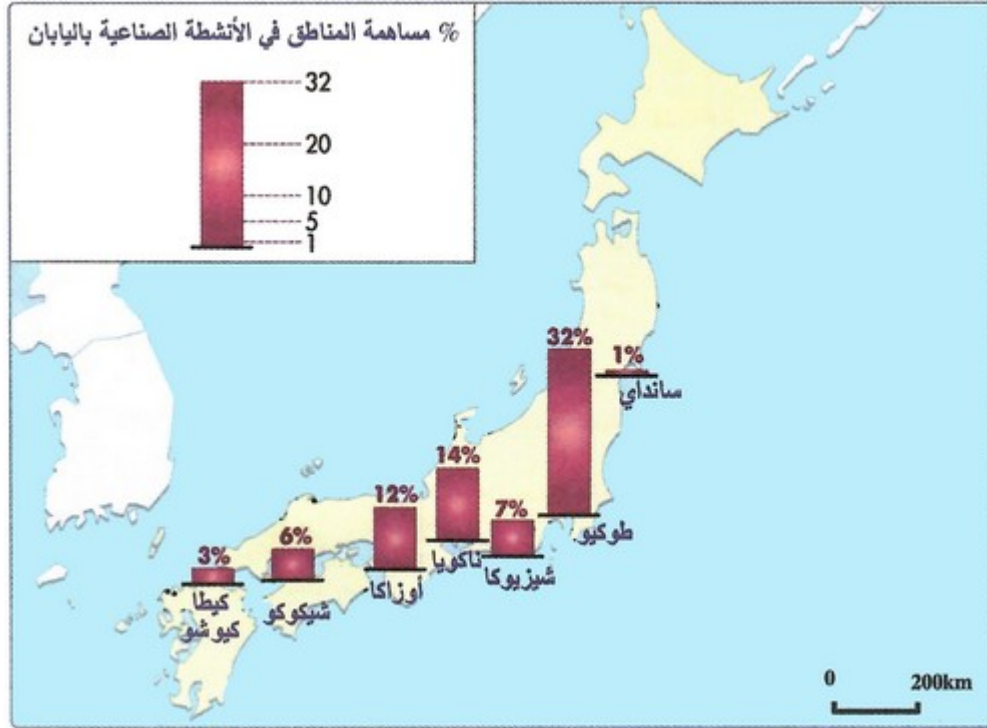 % مساهمة المناطق في الأنشطة الصناعية باليابان
32
20
10
5
1
32%
1%
سانداي
14%
12%
7%
طوكيو
6%
3%
ناكويا
شيزيوكا
أوزاكا
شيكوكو
كيطا
كيوشو
0 200km